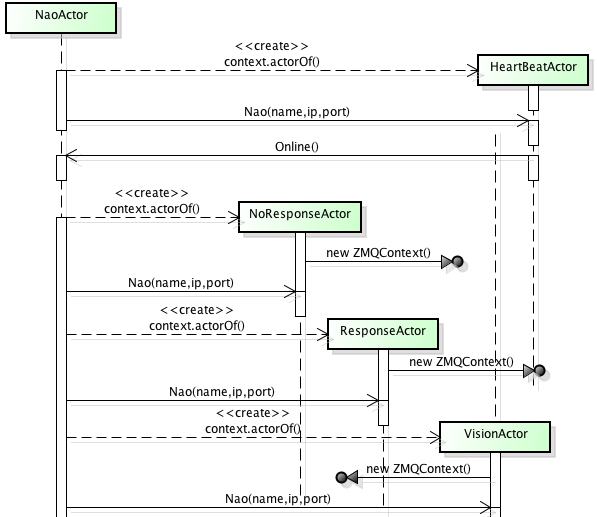 NaoActor
<<create>>
context.actorOf()
HeartBeatActor
Nao(name,ip,port)
Online()
<<create>>
context.actorOf()
NoResponseActor
new ZMQContext()
Nao(name,ip,port)
<<create>>
context.actorOf()
ResponseActor
new ZMQContext()
Nao(name,ip,port)
<<create>>
context.actorOf()
VisionActor
new ZMQContext()
Nao(name,ip,port)